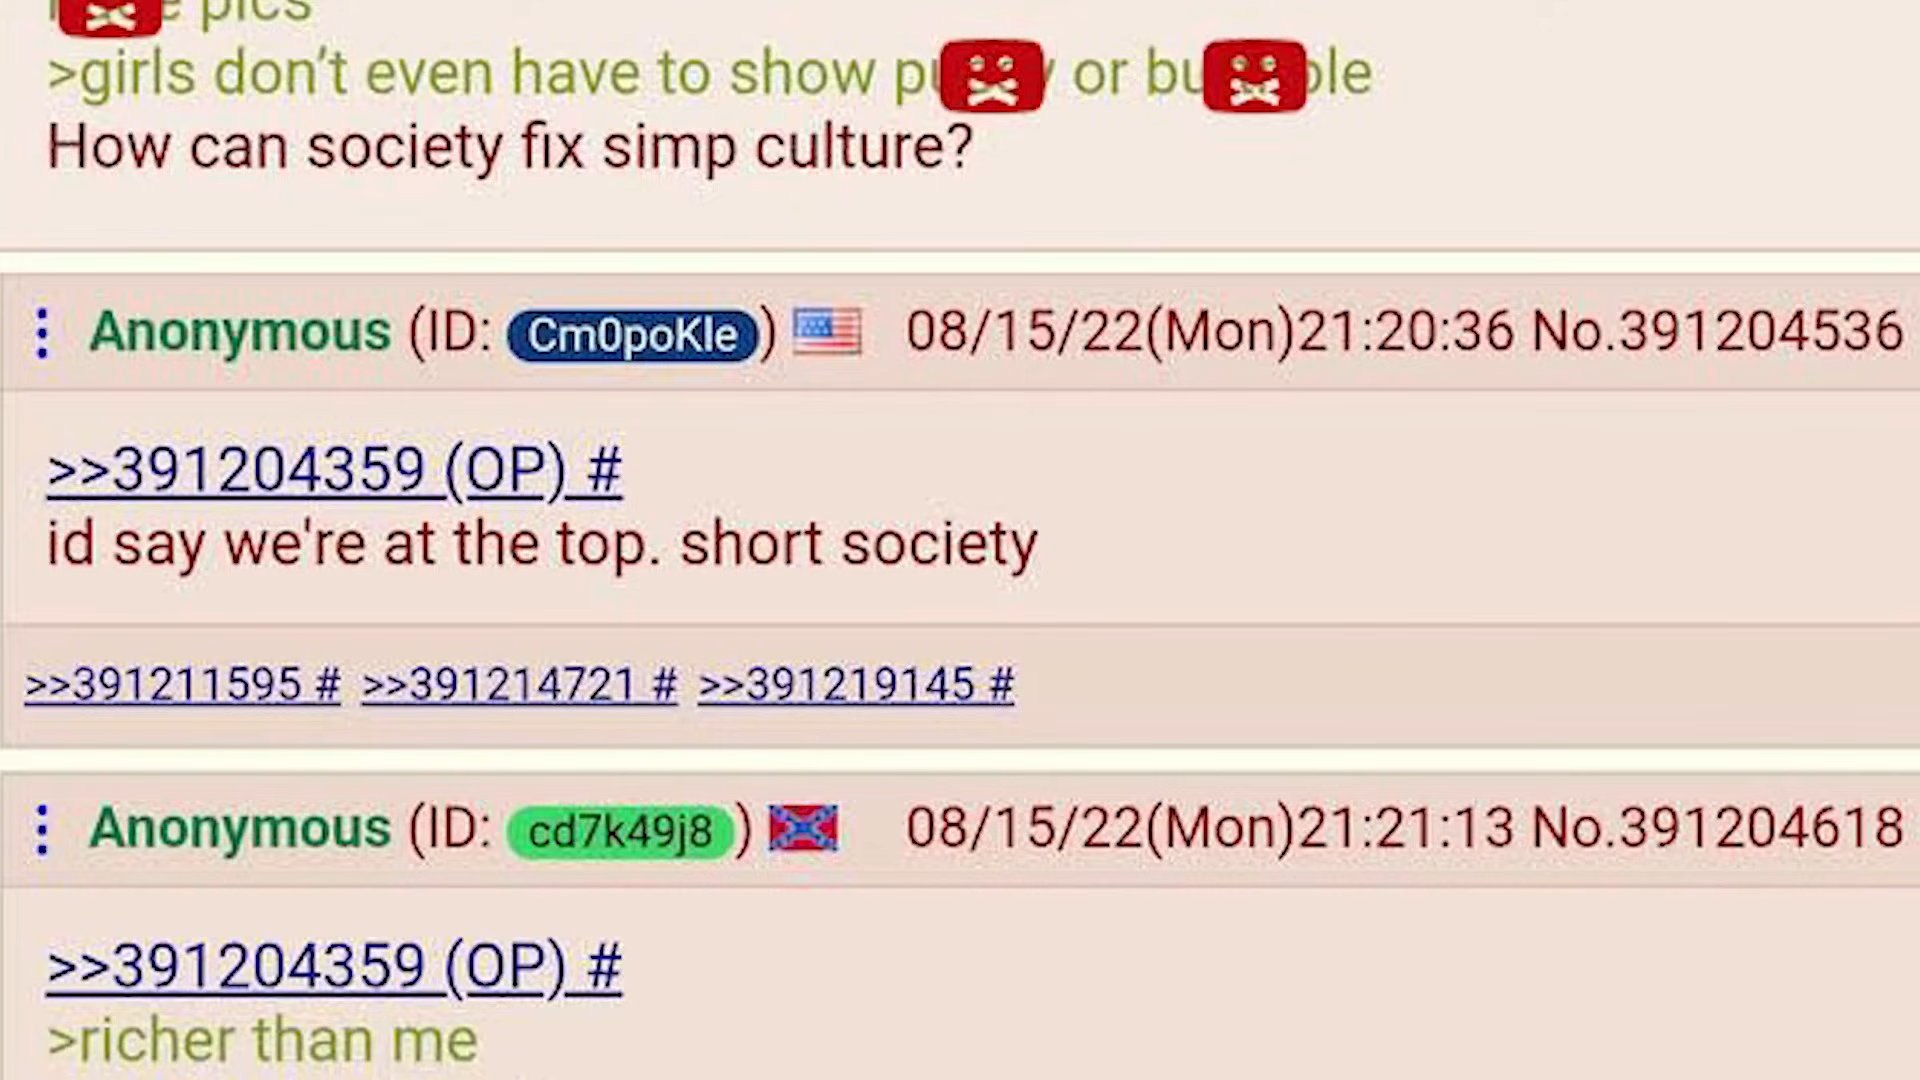 pics
>girls don't even have to show or
How can society fix simp culture?
Anonymous (ID: Cm0poKle) 08/15/22(Mon)21:20:36 No.391204536
>>391204359 (OP) #
id say we're at the top. short society
>>391211595 # >>391214721 # >>391219145 #
Anonymous (ID: cd7k49j8) 08/15/22(Mon)21:21:13 No.391204618
>>391204359 (OP) #
>richer than me